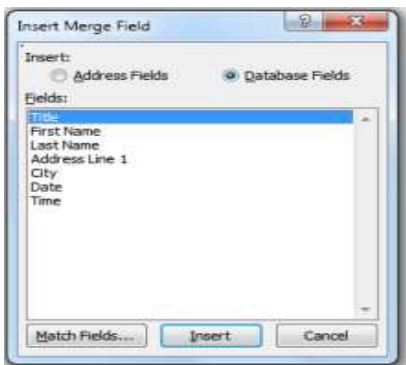 Insert Merge Field
Insert:
Address Fields Database Fields
Fields:
Title
First Name
Last Name
Address Line 1
City
Date
Time
Match Fields.... Insert Cancel